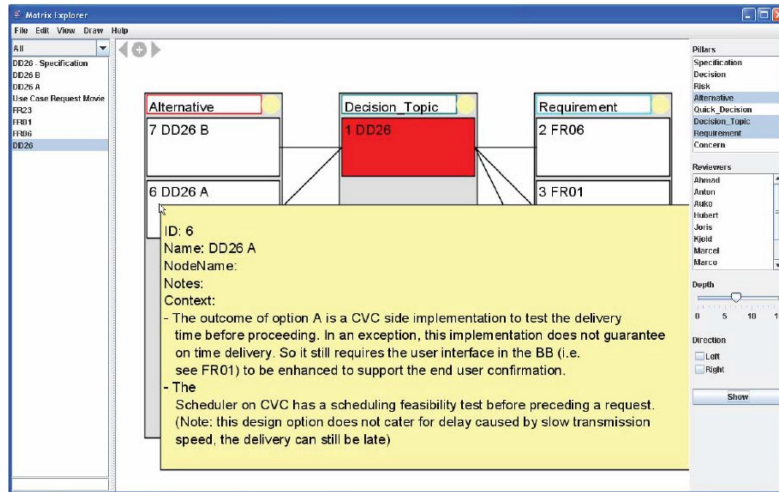 Matrix Explorer
File Edit View Draw Help
All
DD26 - Specification
DD26 B
DD26 A
Use Case Request Movie
FR23
FR01
FR06
DD26
Alternative
7 DD26 B
6 DD26 A
Decision_Topic
1 DD26
Requirement
2 FR06
3 FR01
ID: 6
Name: DD26 A
NodeName:
Notes:
Context:
- The outcome of option A is a CVC side implementation to test the delivery
time before proceeding. In an exception, this implementation does not guarantee
on time delivery. So it still requires the user interface in the BB (i.e.
see FR01) to be enhanced to support the end user confirmation.
- The
Scheduler on CVC has a scheduling feasibility test before preceding a request.
(Note: this design option does not cater for delay caused by slow transmission
speed, the delivery can still be late)
Pillars
Specification
Decision
Risk
Alternative
Quick_Decision
Decision_Topic
Requirement
Concern
Reviewers
Ahmad
Anton
Auke
Hubert
Joris
Kjeld
Marcel
Marco
Depth
0 5 10
Direction
Left
Right
Show